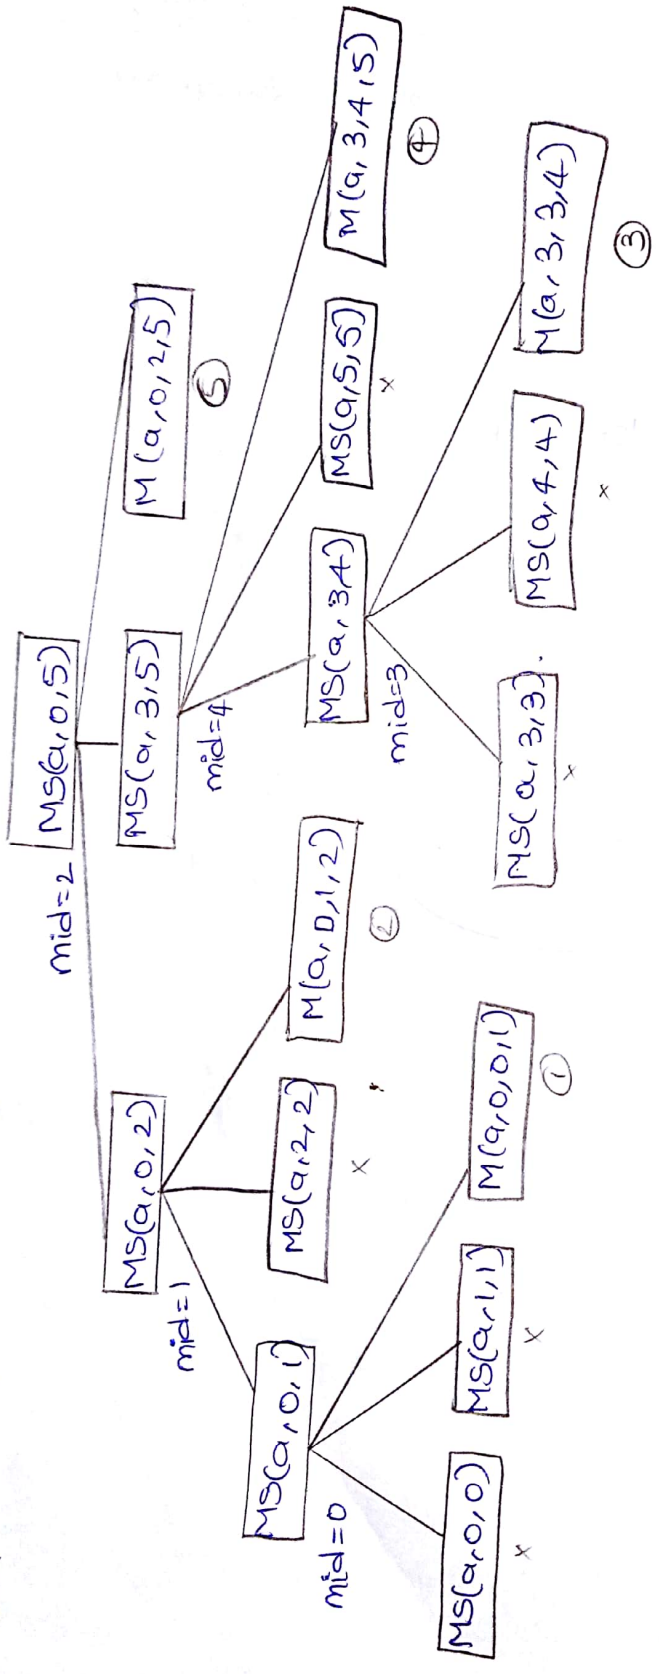 MS(a,0,5)
mid=2
MS(a,0,2)
MS(a,3,5)
M(a,0,2,5)
5
mid=1
mid=4
MS(a,0,1)
MS(a,2,2)
x
M(a,0,1,2)
2
MS(a,3,4)
MS(a,5,5)
x
M(a,3,4,5)
4
mid=0
mid=3
MS(a,0,0)
x
MS(a,1,1)
x
M(a,0,0,1)
1
MS(a,3,3).
x
MS(a,4,4)
x
M(a,3,3,4)
3